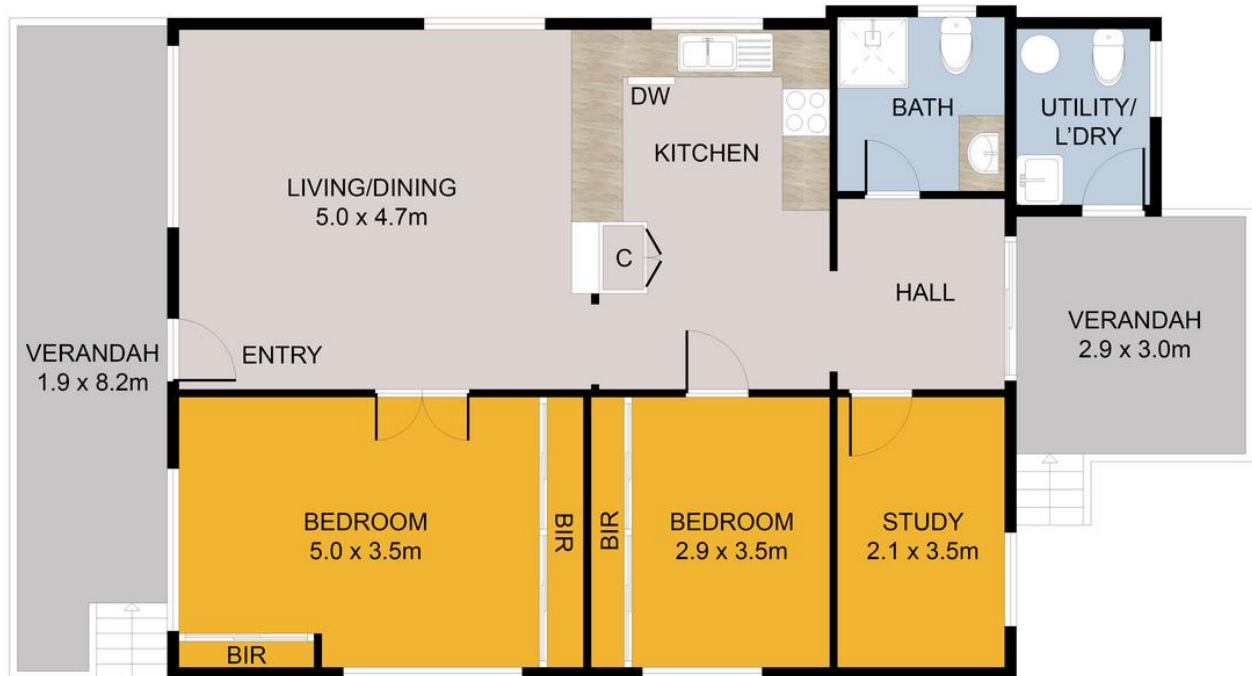 DW
KITCHEN
BATH
UTILITY/
L'DRY
LIVING/DINING
5.0 x 4.7m
C
HALL
VERANDAH
1.9 x 8.2m
ENTRY
VERANDAH
2.9 x 3.0m
BEDROOM
5.0 x 3.5m
BIR
BIR
BEDROOM
2.9 x 3.5m
STUDY
2.1 x 3.5m
BIR